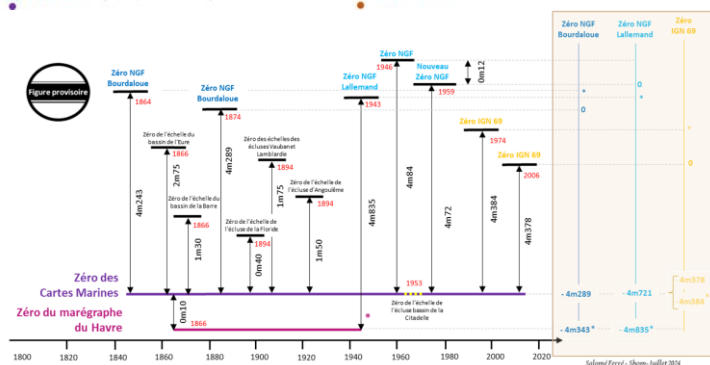 Figure provisoire
Zéro NGF
Bourdaloue
1864
4m243
Zéro de l'échelle du
bassin de l'Eure
1866
2m75
Zéro de l'échelle du
bassin de la Barre
1866
1m30
Zéro NGF
Bourdaloue
1874
4m289
Zéro de l'échelle de
l'écluse de la Floride
1894
0m40
Zéro des échelles des
écluses Vauban et
Lamblarde
1894
1m75
Zéro de l'échelle de
l'écluse d'Angoulême
1894
1m50
Zéro NGF
Lallemand
1943
4m835
Zéro NGF
1946
4m84
0m12
Nouveau
Zéro NGF
1959
4m72
Zéro IGN 69
1974
4m384
Zéro IGN 69
2006
4m378
Zéro des
Cartes Marines
1953
Zéro de l'échelle de
l'écluse bassin de la
Citadelle
Zéro du marégraphe
du Havre
0m10
1866
*
1800 1820 1840 1860 1880 1900 1920 1940 1960 1980 2000 2020
Zéro NGF
Bourdaloue
*
0
- 4m289
- 4m343*
Zéro NGF
Lallemand
0
*
- 4m721
- 4m835*
Zéro
IGN 69
*
0
4m378
*
- 4m384
Salomé Ferré - Shom- Juillet 2024